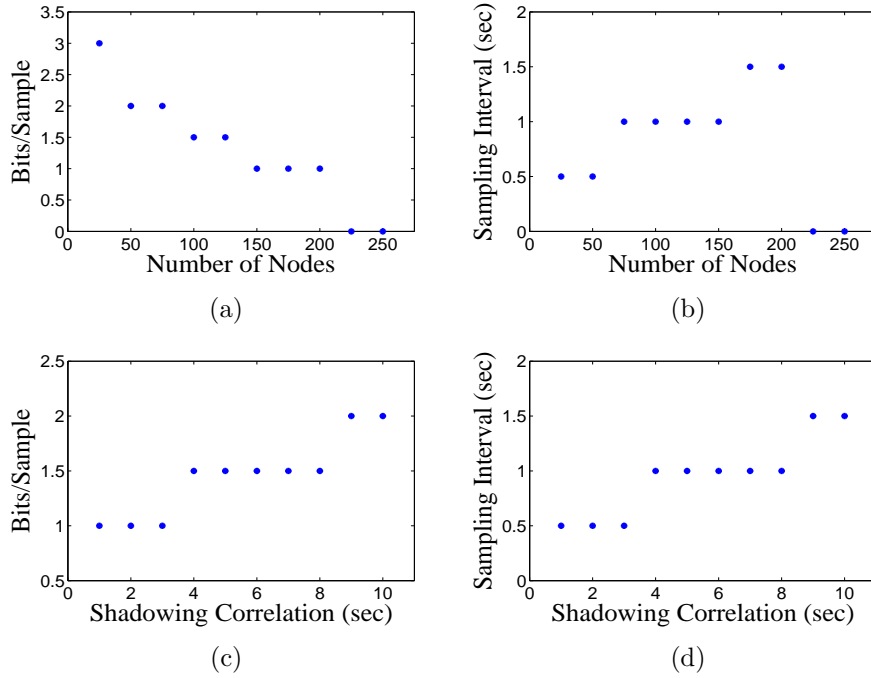 3.5
3
2.5
2
1.5
1
0.5
0
Bits/Sample
0 50 100 150 200 250
Number of Nodes
(a)
2
1.5
1
0.5
0
Sampling Interval (sec)
0 50 100 150 200 250
Number of Nodes
(b)
2.5
2
1.5
1
0.5
Bits/Sample
0 2 4 6 8 10
Shadowing Correlation (sec)
(c)
2
1.5
1
0.5
0
Sampling Interval (sec)
0 2 4 6 8 10
Shadowing Correlation (sec)
(d)